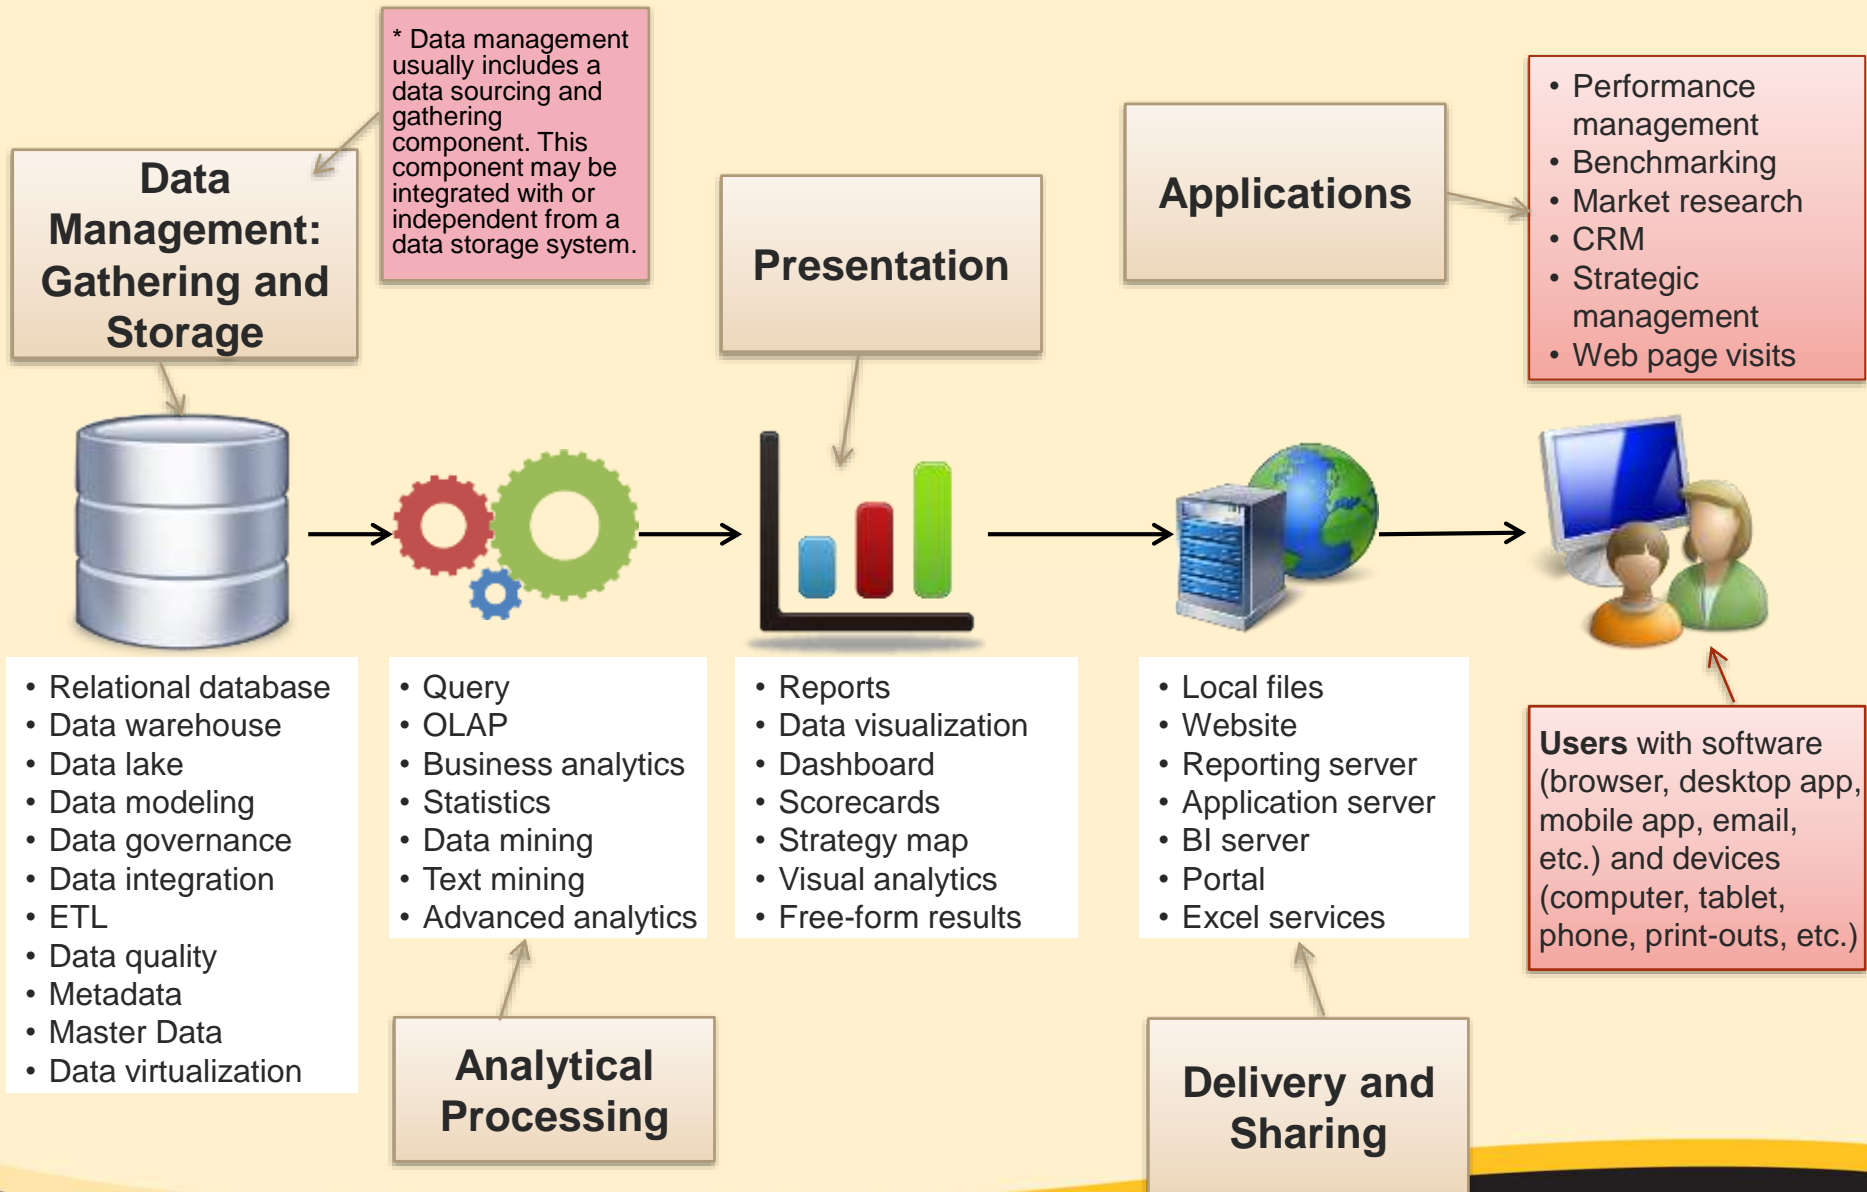 * Data management
usually includes a
data sourcing and
gathering
component. This
component may be
integrated with or
independent from a
data storage system.
Data
Management:
Gathering and
Storage
Presentation
Applications
• Performance
management
• Benchmarking
• Market research
• CRM
• Strategic
management
• Web page visits
• Relational database
• Data warehouse
• Data lake
• Data modeling
• Data governance
• Data integration
• ETL
• Data quality
• Metadata
• Master Data
• Data virtualization
• Query
• OLAP
• Business analytics
• Statistics
• Data mining
• Text mining
• Advanced analytics
• Reports
• Data visualization
• Dashboard
• Scorecards
• Strategy map
• Visual analytics
• Free-form results
• Local files
• Website
• Reporting server
• Application server
• BI server
• Portal
• Excel services
Users with software
(browser, desktop app,
mobile app, email,
etc.) and devices
(computer, tablet,
phone, print-outs, etc.)
Analytical
Processing
Delivery and
Sharing